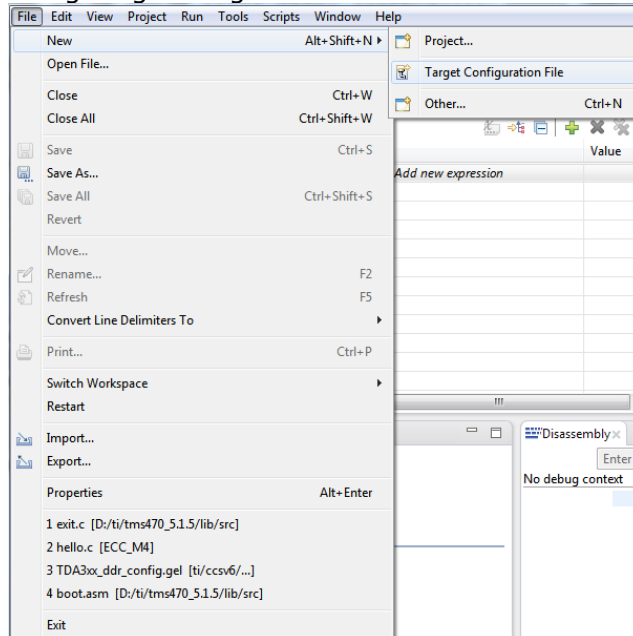 File Edit View Project Run Tools Scripts Window Help
New Alt+Shift+N
Open File...
Close Ctrl+W
Close All Ctrl+Shift+W
Save Ctrl+S
Save As...
Save All Ctrl+Shift+S
Revert
Move...
Rename... F2
Refresh F5
Convert Line Delimiters To
Print... Ctrl+P
Switch Workspace
Restart
Import...
Export...
Properties Alt+Enter
1 exit.c [D:/ti/tms470_5.1.5/lib/src]
2 hello.c [ECC_M4]
3 TDA3xx_ddr_config.gel [ti/ccsv6/...]
4 boot.asm [D:/ti/tms470_5.1.5/lib/src]
Exit
Project...
Target Configuration File
Other... Ctrl+N
Value
Add new expression
Disassembly
Enter
No debug context